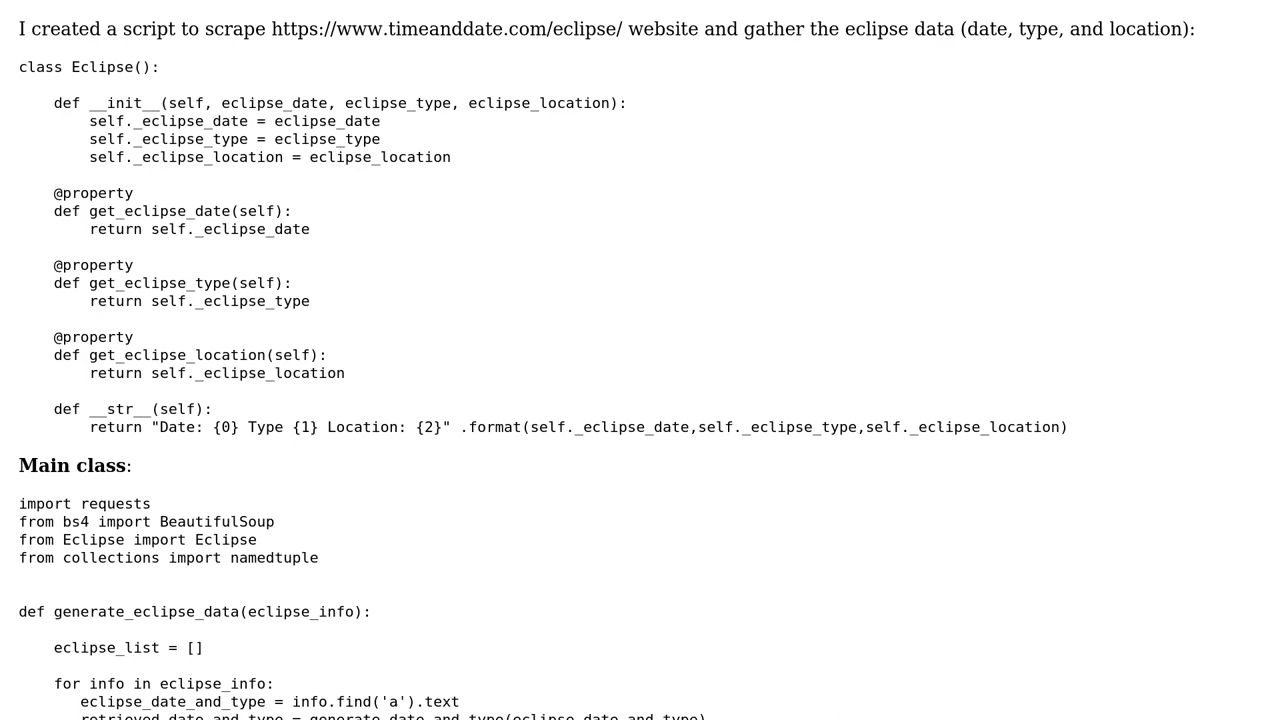 I created a script to scrape https://www.timeanddate.com/eclipse/ website and gather the eclipse data (date, type, and location):
class Eclipse():
    def __init__(self, eclipse_date, eclipse_type, eclipse_location):
        self._eclipse_date = eclipse_date
        self._eclipse_type = eclipse_type
        self._eclipse_location = eclipse_location
    @property
    def get_eclipse_date(self):
        return self._eclipse_date
    @property
    def get_eclipse_type(self):
        return self._eclipse_type
    @property
    def get_eclipse_location(self):
        return self._eclipse_location
    def __str__(self):
        return "Date: {0} Type {1} Location: {2}" .format(self._eclipse_date,self._eclipse_type,self._eclipse_location)
Main class:
import requests
from bs4 import BeautifulSoup
from Eclipse import Eclipse
from collections import namedtuple
def generate_eclipse_data(eclipse_info):
    eclipse_list = []
    for info in eclipse_info:
       eclipse_date_and_type = info.find('a').text
       retrieved_date_and_type = generate_date_and_type(eclipse_date_and_type)